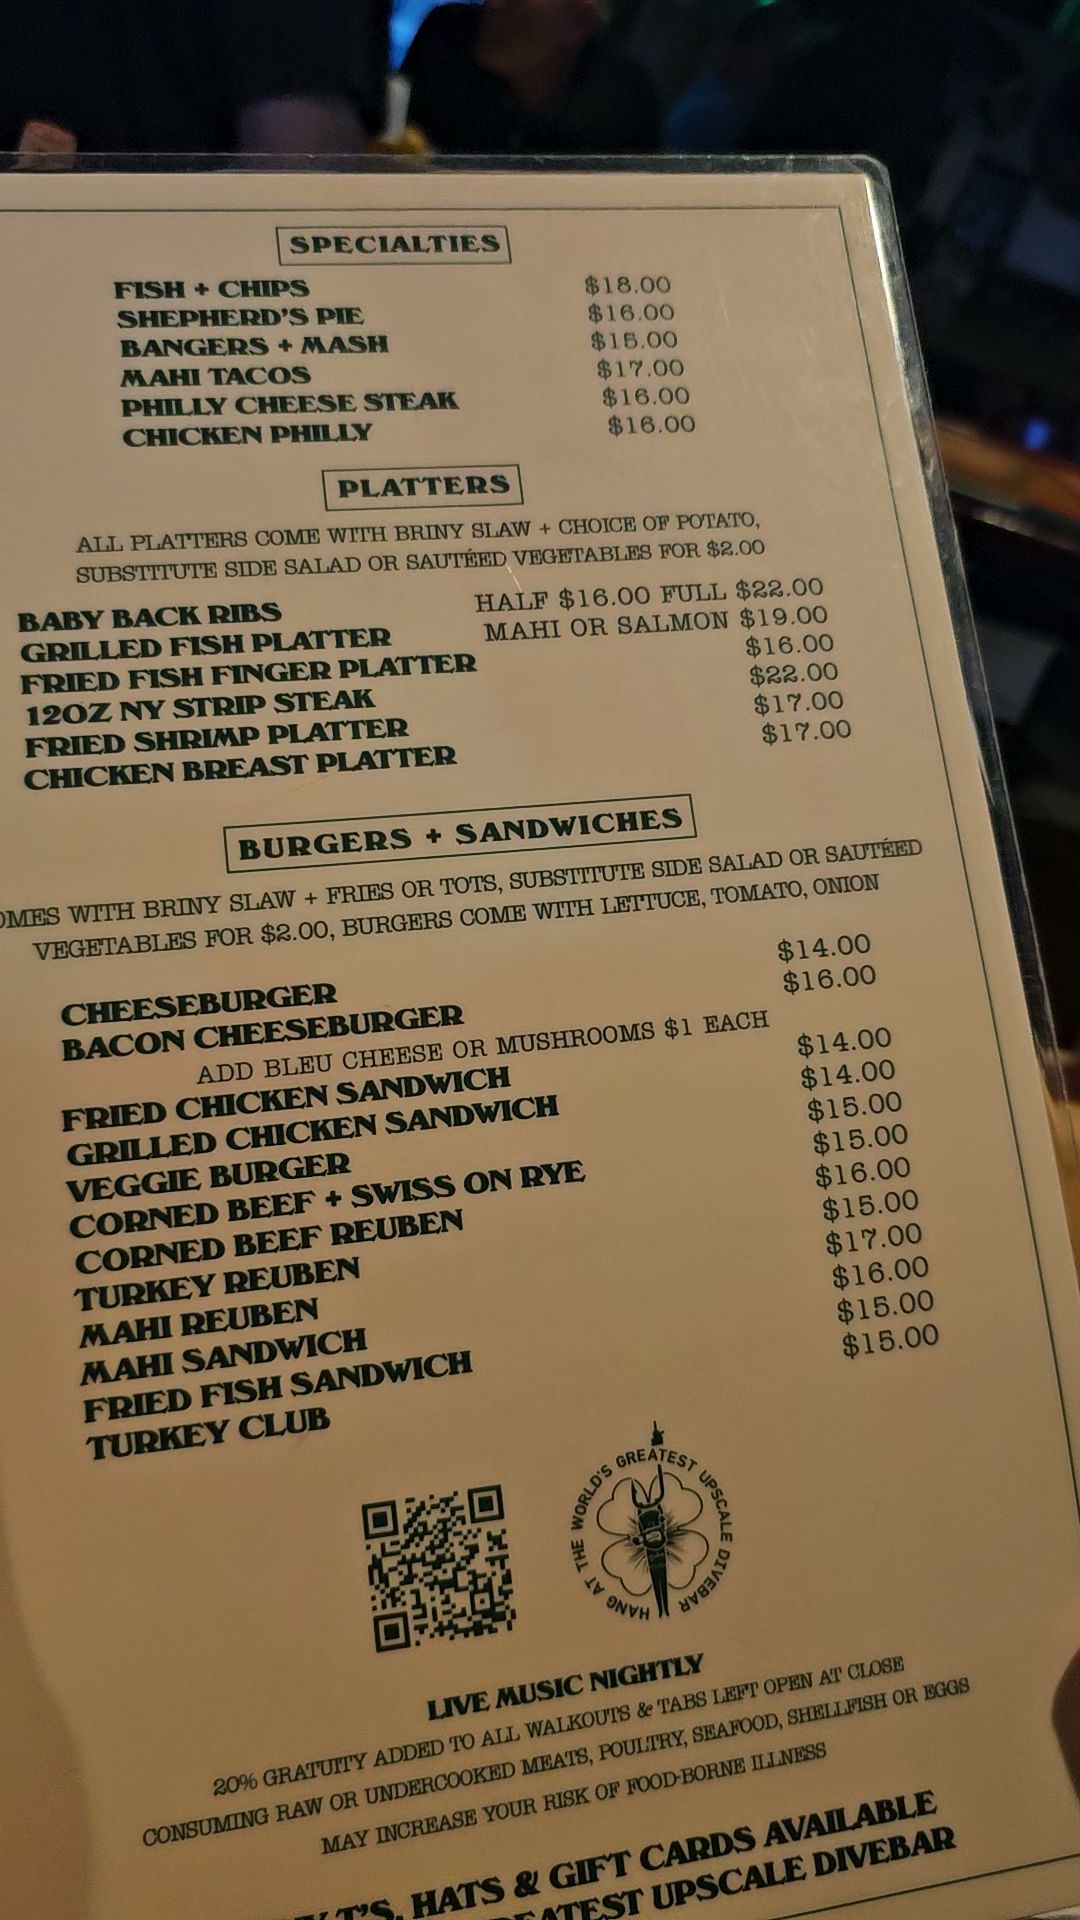 SPECIALTIES
FISH + CHIPS $18.00
SHEPHERD'S PIE $16.00
BANGERS + MASH $15.00
MAHI TACOS $17.00
PHILLY CHEESE STEAK $16.00
CHICKEN PHILLY $16.00
PLATTERS
ALL PLATTERS COME WITH BRINY SLAW + CHOICE OF POTATO,
SUBSTITUTE SIDE SALAD OR SAUTÉED VEGETABLES FOR $2.00
BABY BACK RIBS HALF $16.00 FULL $22.00
GRILLED FISH PLATTER MAHI OR SALMON $19.00
FRIED FISH FINGER PLATTER $16.00
12OZ NY STRIP STEAK $22.00
FRIED SHRIMP PLATTER $17.00
CHICKEN BREAST PLATTER $17.00
BURGERS + SANDWICHES
OMES WITH BRINY SLAW + FRIES OR TOTS, SUBSTITUTE SIDE SALAD OR SAUTÉED
VEGETABLES FOR $2.00, BURGERS COME WITH LETTUCE, TOMATO, ONION
CHEESEBURGER $14.00
BACON CHEESEBURGER $16.00
ADD BLEU CHEESE OR MUSHROOMS $1 EACH
FRIED CHICKEN SANDWICH $14.00
GRILLED CHICKEN SANDWICH $14.00
VEGGIE BURGER $15.00
CORNED BEEF + SWISS ON RYE $15.00
CORNED BEEF REUBEN $16.00
TURKEY REUBEN $15.00
MAHI REUBEN $17.00
MAHI SANDWICH $16.00
FRIED FISH SANDWICH $15.00
TURKEY CLUB $15.00
HANG AT THE WORLD'S GREATEST UPSCALE DIVEBAR
LIVE MUSIC NIGHTLY
20% GRATUITY ADDED TO ALL WALKOUTS & TABS LEFT OPEN AT CLOSE
CONSUMING RAW OR UNDERCOOKED MEATS, POULTRY, SEAFOOD, SHELLFISH OR EGGS
MAY INCREASE YOUR RISK OF FOOD-BORNE ILLNESS
T'S, HATS & GIFT CARDS AVAILABLE
UPSCALE DIVEBAR